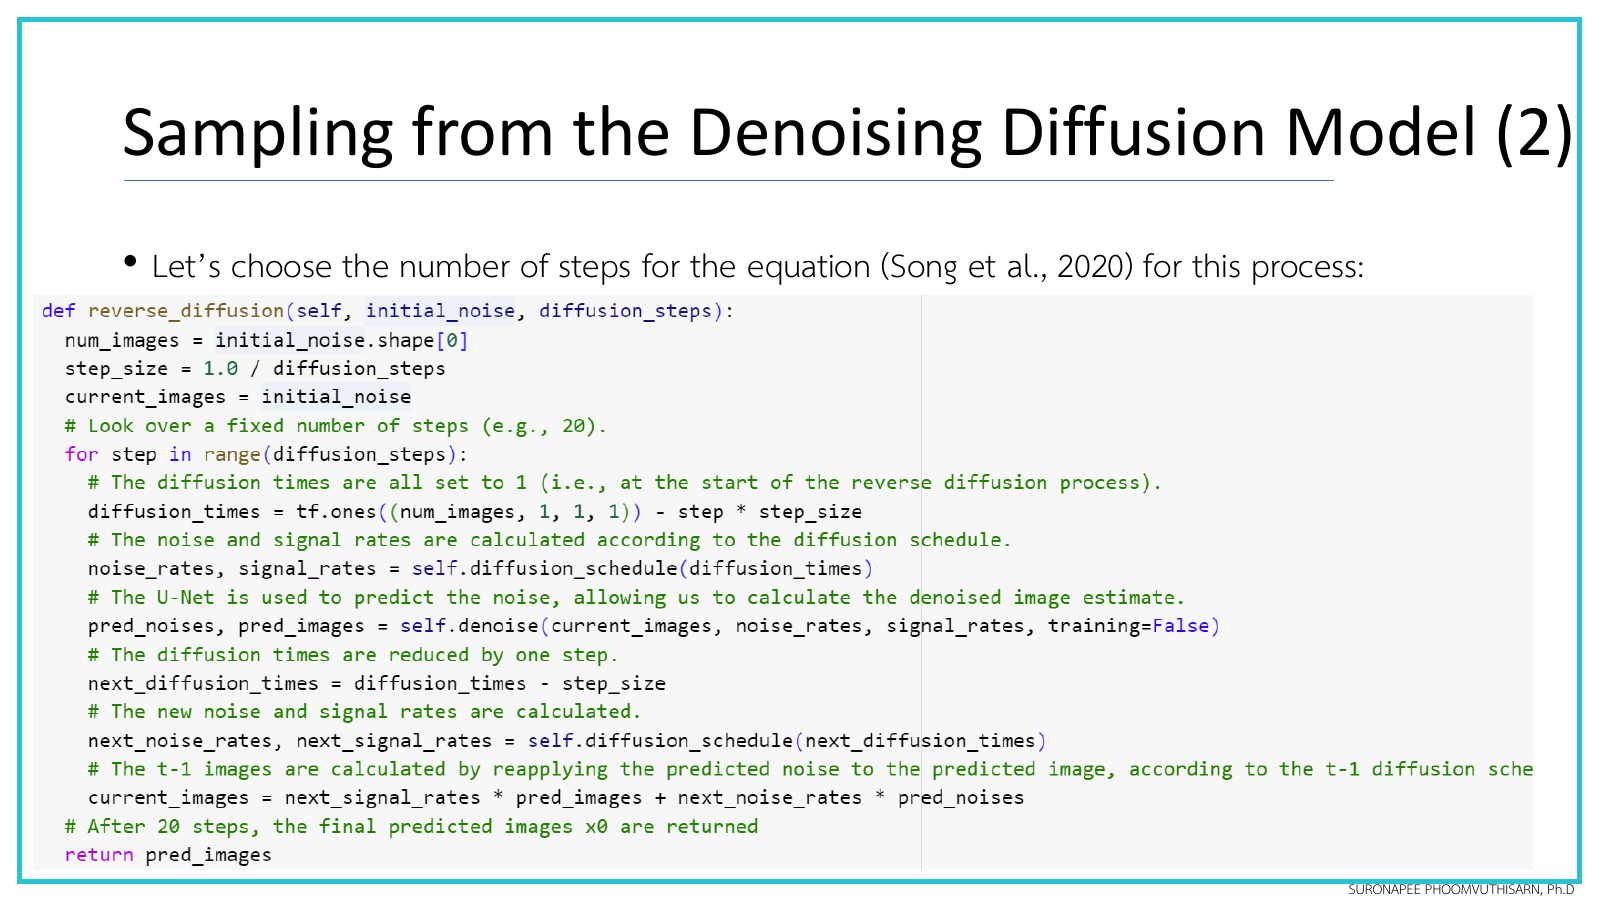 Sampling from the Denoising Diffusion Model (2)
• Let’s choose the number of steps for the equation (Song et al., 2020) for this process:
def reverse_diffusion(self, initial_noise, diffusion_steps):
  num_images = initial_noise.shape[0]
  step_size = 1.0 / diffusion_steps
  current_images = initial_noise
  # Look over a fixed number of steps (e.g., 20).
  for step in range(diffusion_steps):
    # The diffusion times are all set to 1 (i.e., at the start of the reverse diffusion process).
    diffusion_times = tf.ones((num_images, 1, 1, 1)) - step * step_size
    # The noise and signal rates are calculated according to the diffusion schedule.
    noise_rates, signal_rates = self.diffusion_schedule(diffusion_times)
    # The U-Net is used to predict the noise, allowing us to calculate the denoised image estimate.
    pred_noises, pred_images = self.denoise(current_images, noise_rates, signal_rates, training=False)
    # The diffusion times are reduced by one step.
    next_diffusion_times = diffusion_times - step_size
    # The new noise and signal rates are calculated.
    next_noise_rates, next_signal_rates = self.diffusion_schedule(next_diffusion_times)
    # The t-1 images are calculated by reapplying the predicted noise to the predicted image, according to the t-1 diffusion sche
    current_images = next_signal_rates * pred_images + next_noise_rates * pred_noises
  # After 20 steps, the final predicted images x0 are returned
  return pred_images
SURONAPEE PHOOMVUTHISARN, Ph.D